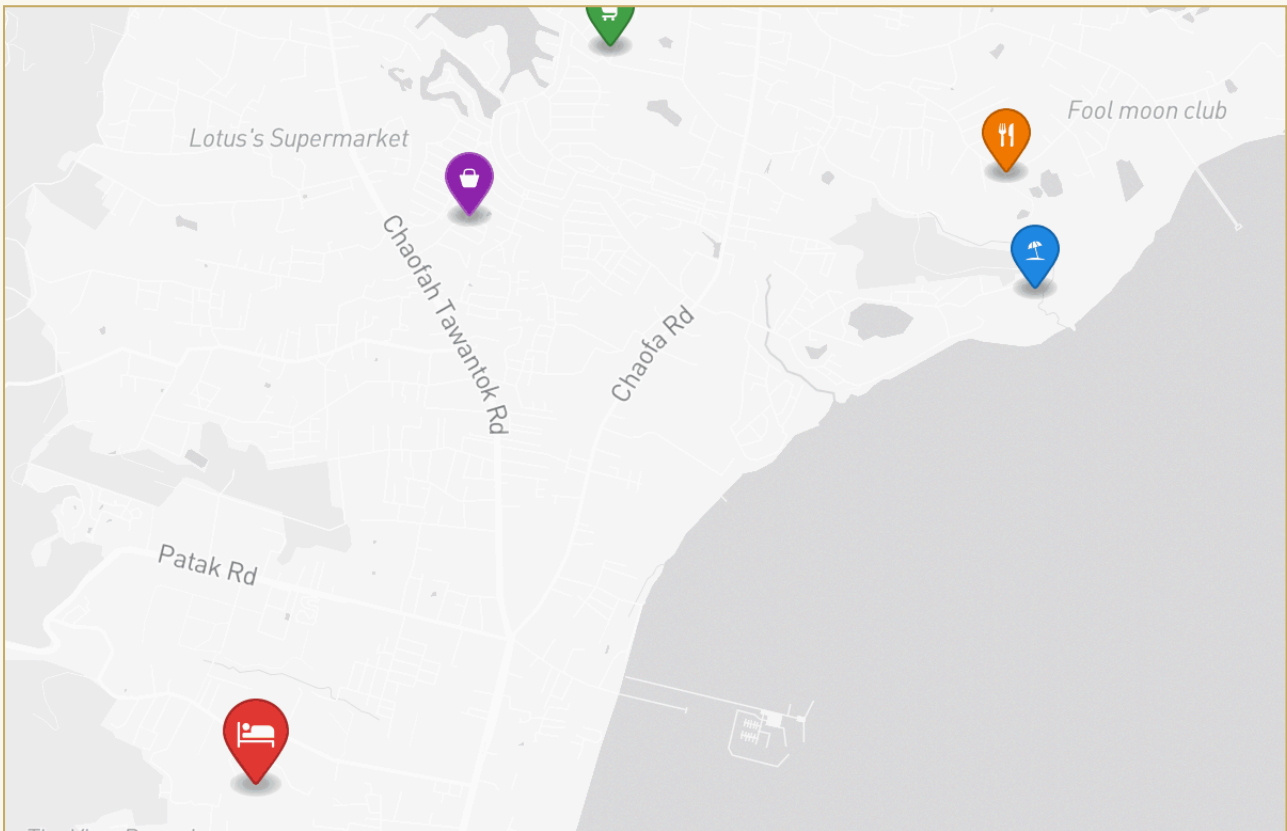 Fool moon club
Lotus's Supermarket
Chaofah Tawantok Rd
Chaofa Rd
Patak Rd